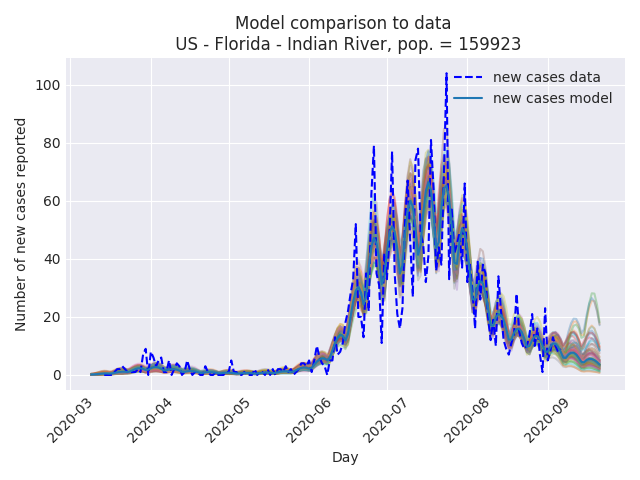 Model comparison to data
US - Florida - Indian River, pop. = 159923
new cases data
new cases model
Number of new cases reported
100
80
60
40
20
0
2020-03
2020-04
2020-05
2020-06
2020-07
2020-08
2020-09
Day